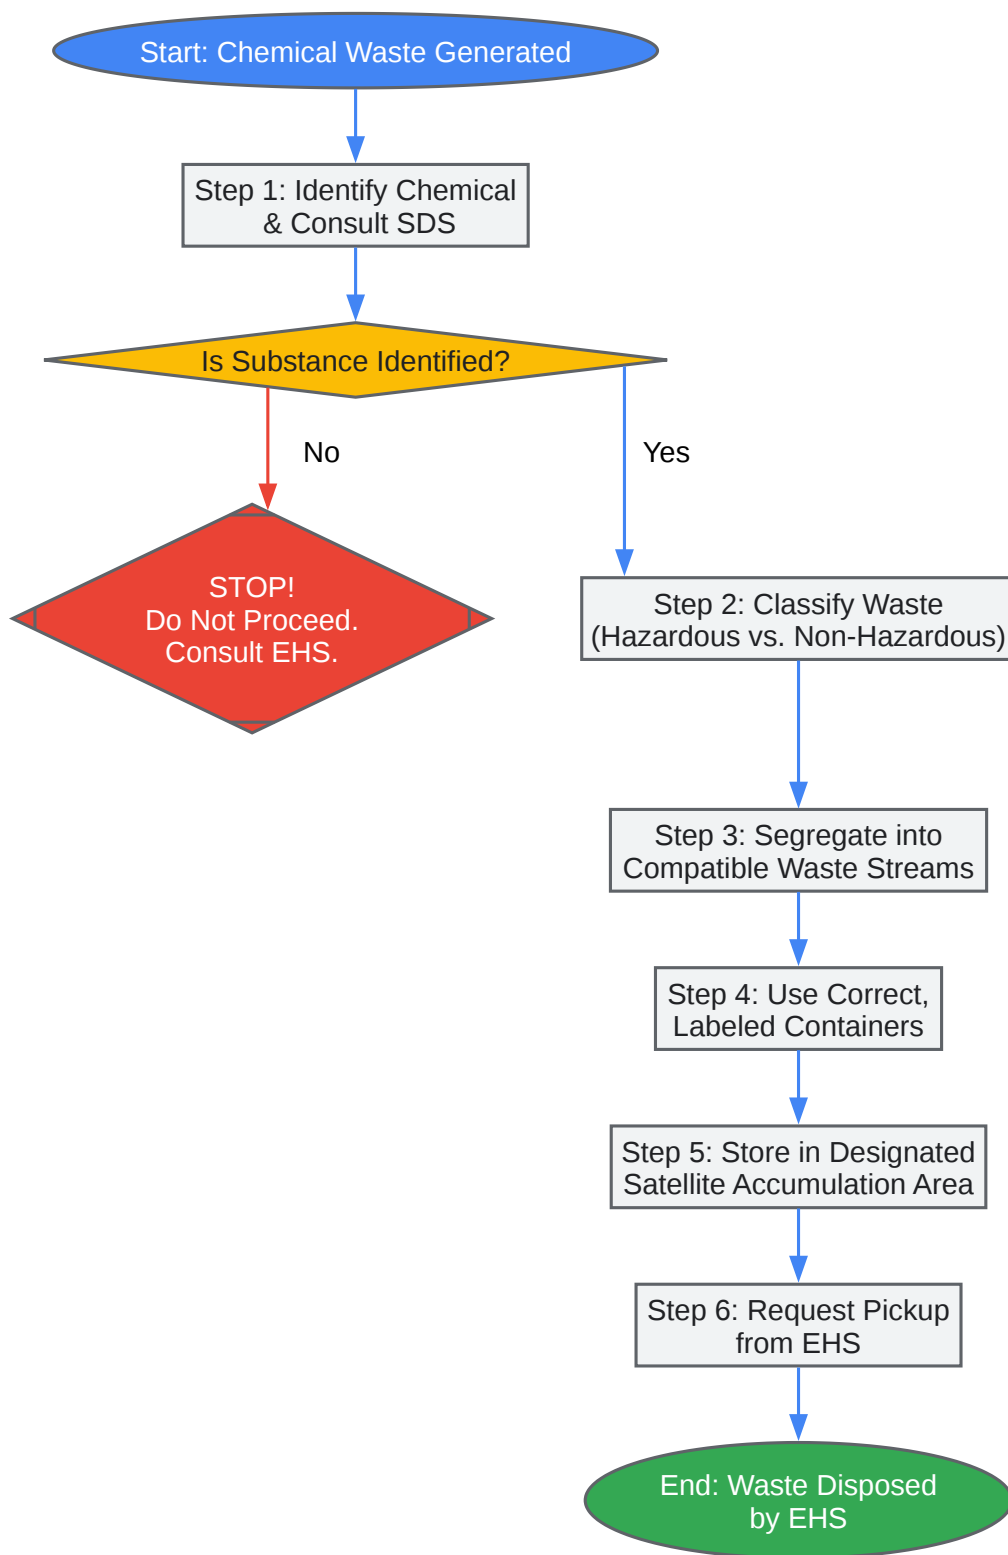 Start: Chemical Waste Generated
Step 1: Identify Chemical
& Consult SDS
Is Substance Identified?
No
Yes
STOP!
Do Not Proceed.
Consult EHS.
Step 2: Classify Waste
(Hazardous vs. Non-Hazardous)
Step 3: Segregate into
Compatible Waste Streams
Step 4: Use Correct,
Labeled Containers
Step 5: Store in Designated
Satellite Accumulation Area
Step 6: Request Pickup
from EHS
End: Waste Disposed
by EHS